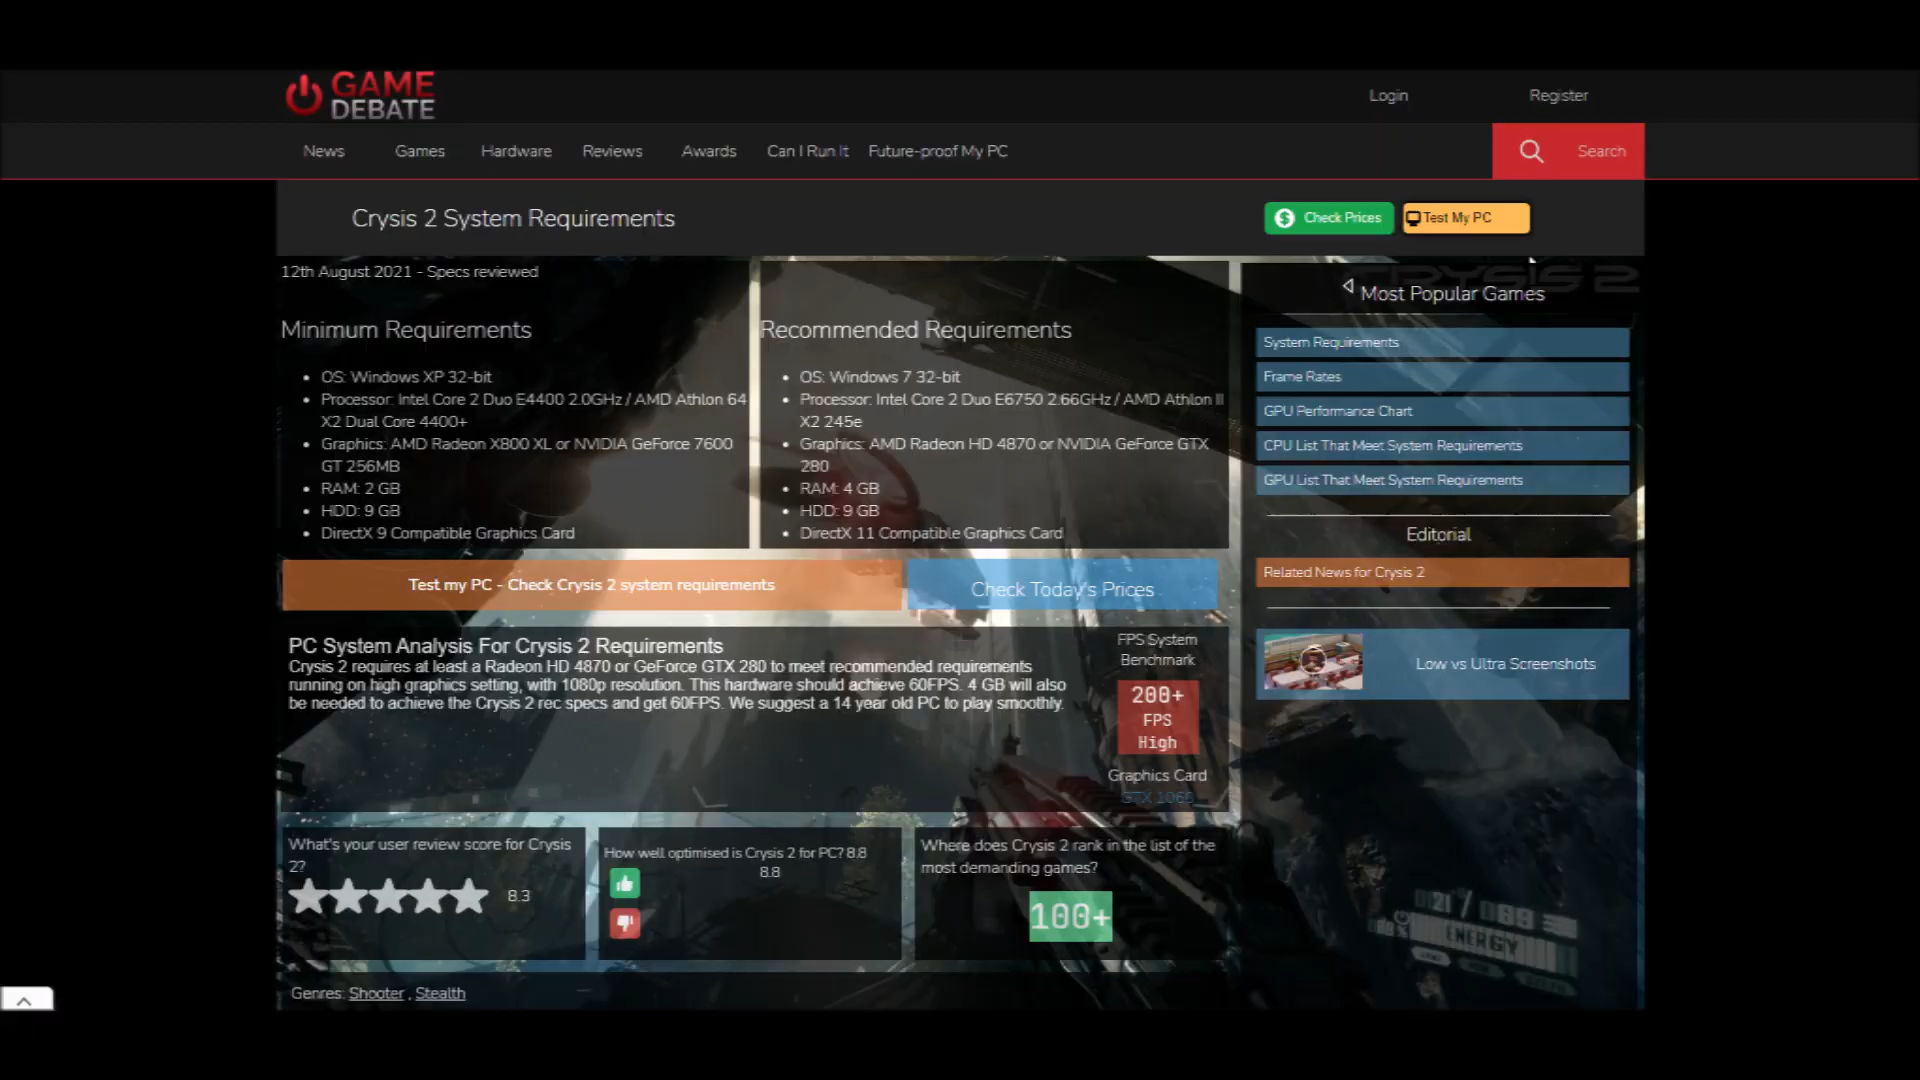 GAME
DEBATE
Login
Register
News
Games
Hardware
Reviews
Awards
Can I Run It
Future-proof My PC
Search
Crysis 2 System Requirements
Check Prices
Test My PC
12th August 2021 - Specs reviewed
Minimum Requirements
OS: Windows XP 32-bit
Processor: Intel Core 2 Duo E4400 2.0GHz / AMD Athlon 64
X2 Dual Core 4400+
Graphics: AMD Radeon X800 XL or NVIDIA GeForce 7600
GT 256MB
RAM: 2 GB
HDD: 9 GB
DirectX 9 Compatible Graphics Card
Recommended Requirements
OS: Windows 7 32-bit
Processor: Intel Core 2 Duo E6750 2.66GHz / AMD Athlon II
X2 245e
Graphics: AMD Radeon HD 4870 or NVIDIA GeForce GTX
280
RAM: 4 GB
HDD: 9 GB
DirectX 11 Compatible Graphics Card
CRYSIS 2
Most Popular Games
System Requirements
Frame Rates
GPU Performance Chart
CPU List That Meet System Requirements
GPU List That Meet System Requirements
Editorial
Related News for Crysis 2
Low vs Ultra Screenshots
Test my PC - Check Crysis 2 system requirements
Check Today's Prices
PC System Analysis For Crysis 2 Requirements
Crysis 2 requires at least a Radeon HD 4870 or GeForce GTX 280 to meet recommended requirements
running on high graphics setting, with 1080p resolution. This hardware should achieve 60FPS. 4 GB will also
be needed to achieve the Crysis 2 rec specs and get 60FPS. We suggest a 14 year old PC to play smoothly.
FPS System
Benchmark
200+
FPS
High
Graphics Card
GTX 1060
What's your user review score for Crysis
2?
8.3
How well optimised is Crysis 2 for PC? 8.8
8.8
Where does Crysis 2 rank in the list of the
most demanding games?
100+
ENERGY
Genres: Shooter , Stealth